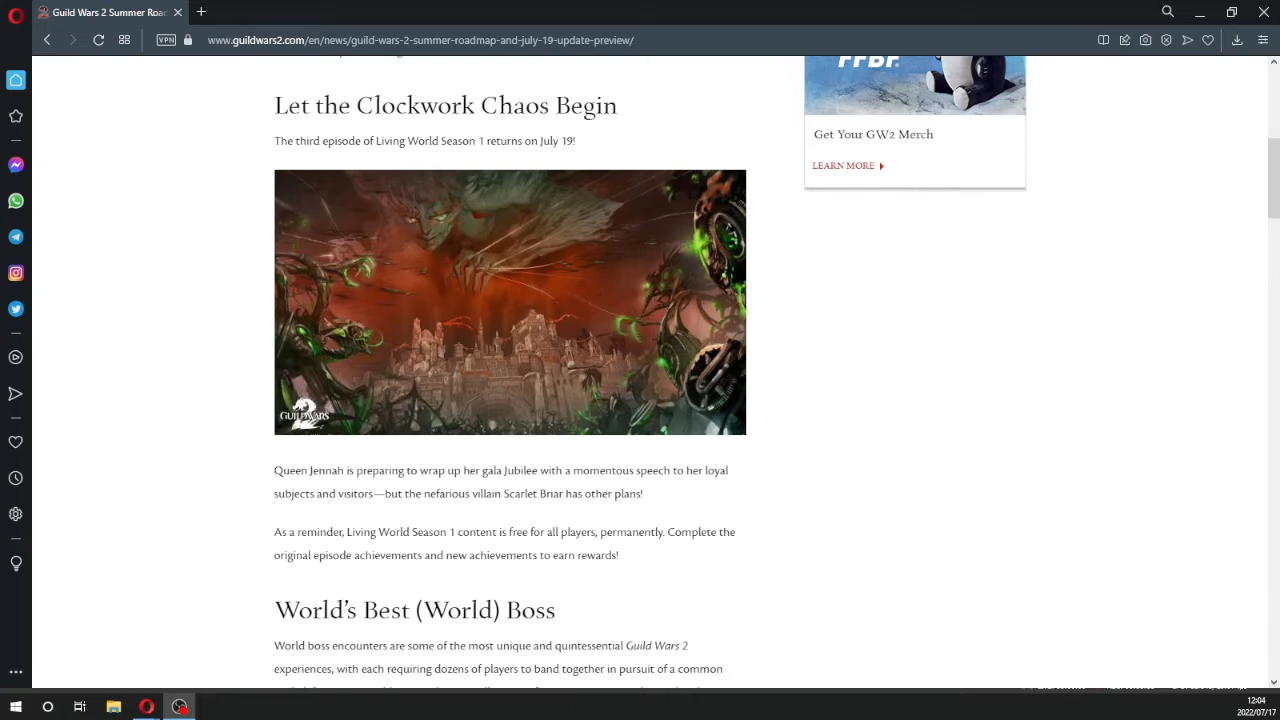 Guild Wars 2 Summer Road
www.guildwars2.com/en/news/guild-wars-2-summer-roadmap-and-july-19-update-preview/
VPN
Let the Clockwork Chaos Begin
The third episode of Living World Season 1 returns on July 19!
GUILD WARS 2
Queen Jennah is preparing to wrap up her gala Jubilee with a momentous speech to her loyal
subjects and visitors—but the nefarious villain Scarlet Briar has other plans!
As a reminder, Living World Season 1 content is free for all players, permanently. Complete the
original episode achievements and new achievements to earn rewards!
World's Best (World) Boss
World boss encounters are some of the most unique and quintessential Guild Wars 2
experiences, with each requiring dozens of players to band together in pursuit of a common
Get Your GW2 Merch
LEARN MORE
12:04
2022/07/17